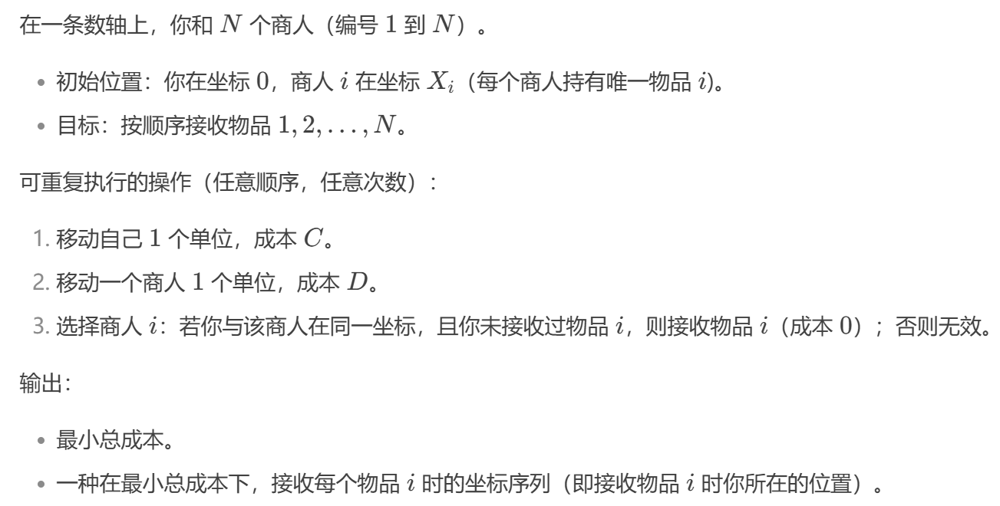 在一条数轴上，你和 N 个商人（编号 1 到 N）。
• 初始位置：你在坐标 0，商人 i 在坐标 X_i（每个商人持有唯一物品 i)。
• 目标：按顺序接收物品 1, 2, . . . , N。
可重复执行的操作（任意顺序，任意次数）：
1. 移动自己 1 个单位，成本 C。
2. 移动一个商人 1 个单位，成本 D。
3. 选择商人 i：若你与该商人在同一坐标，且你未接收过物品 i，则接收物品 i（成本 0）；否则无效。
输出：
• 最小总成本。
• 一种在最小总成本下，接收每个物品 i 时的坐标序列（即接收物品 i 时你所在的位置）。